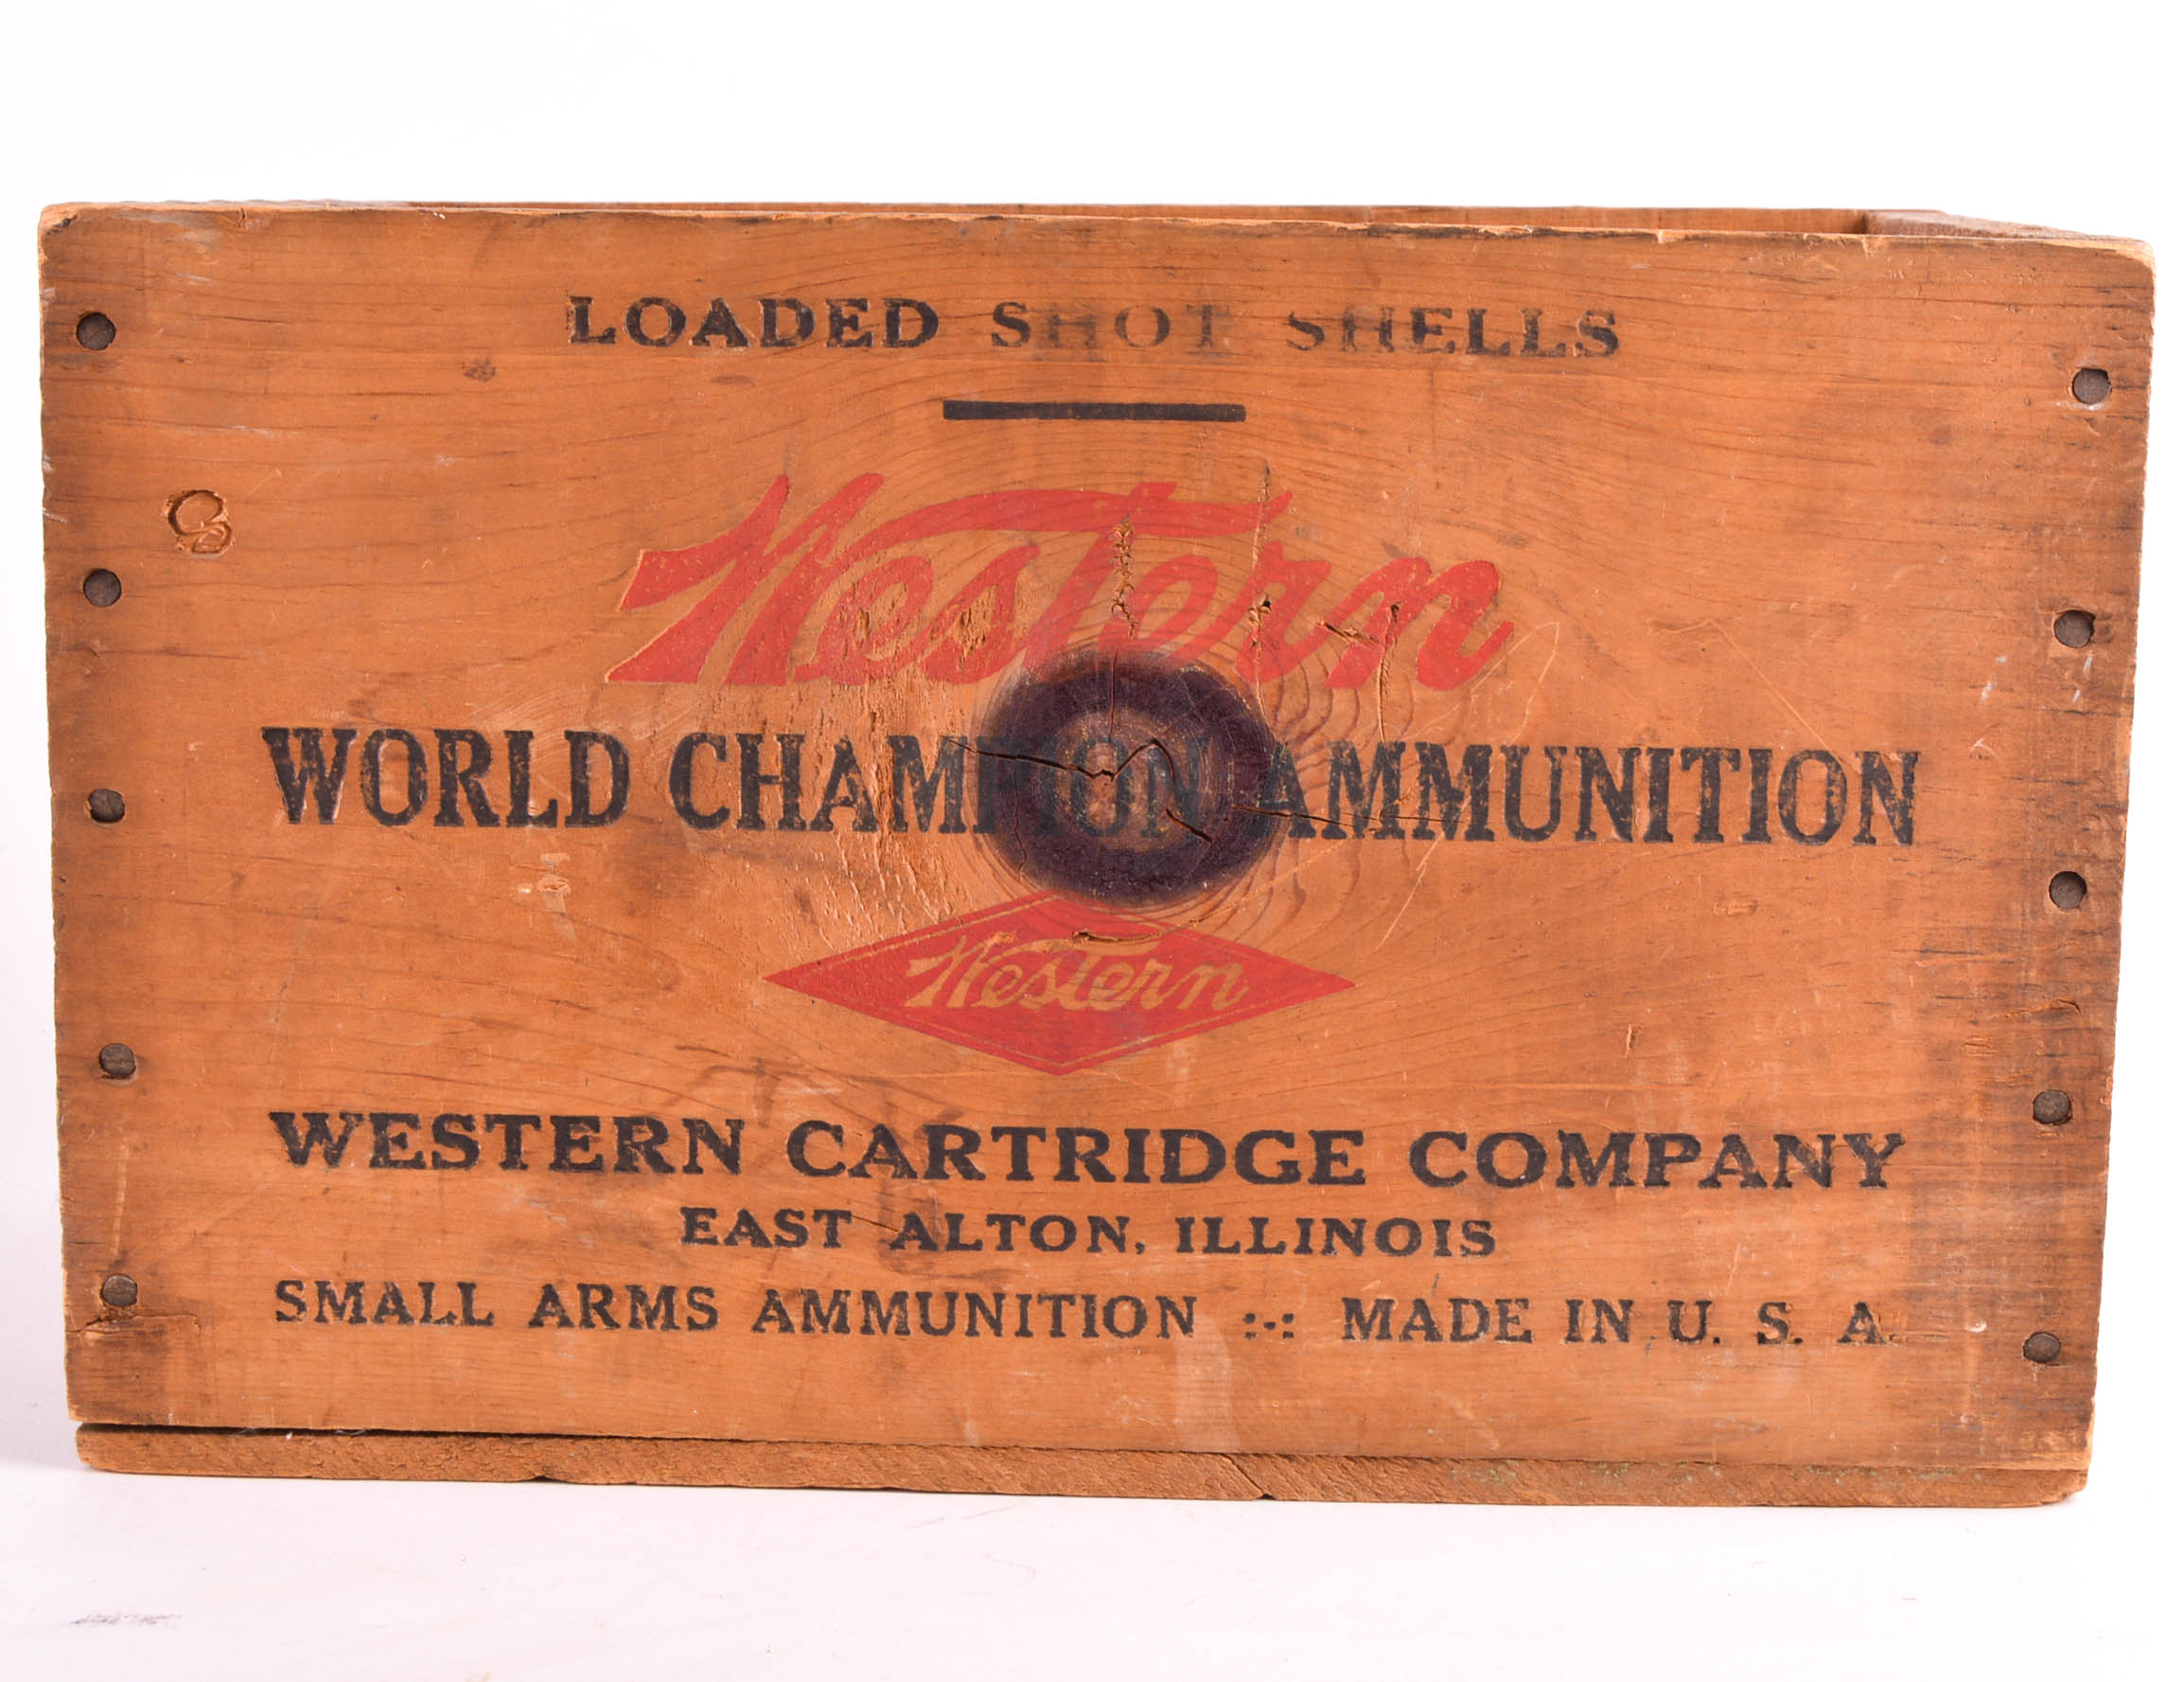 LOADED SHOT SHELLS
Western
WORLD CHAMPION AMMUNITION
Western
WESTERN CARTRIDGE COMPANY
EAST ALTON, ILLINOIS
SMALL ARMS AMMUNITION :-: MADE IN U. S. A.